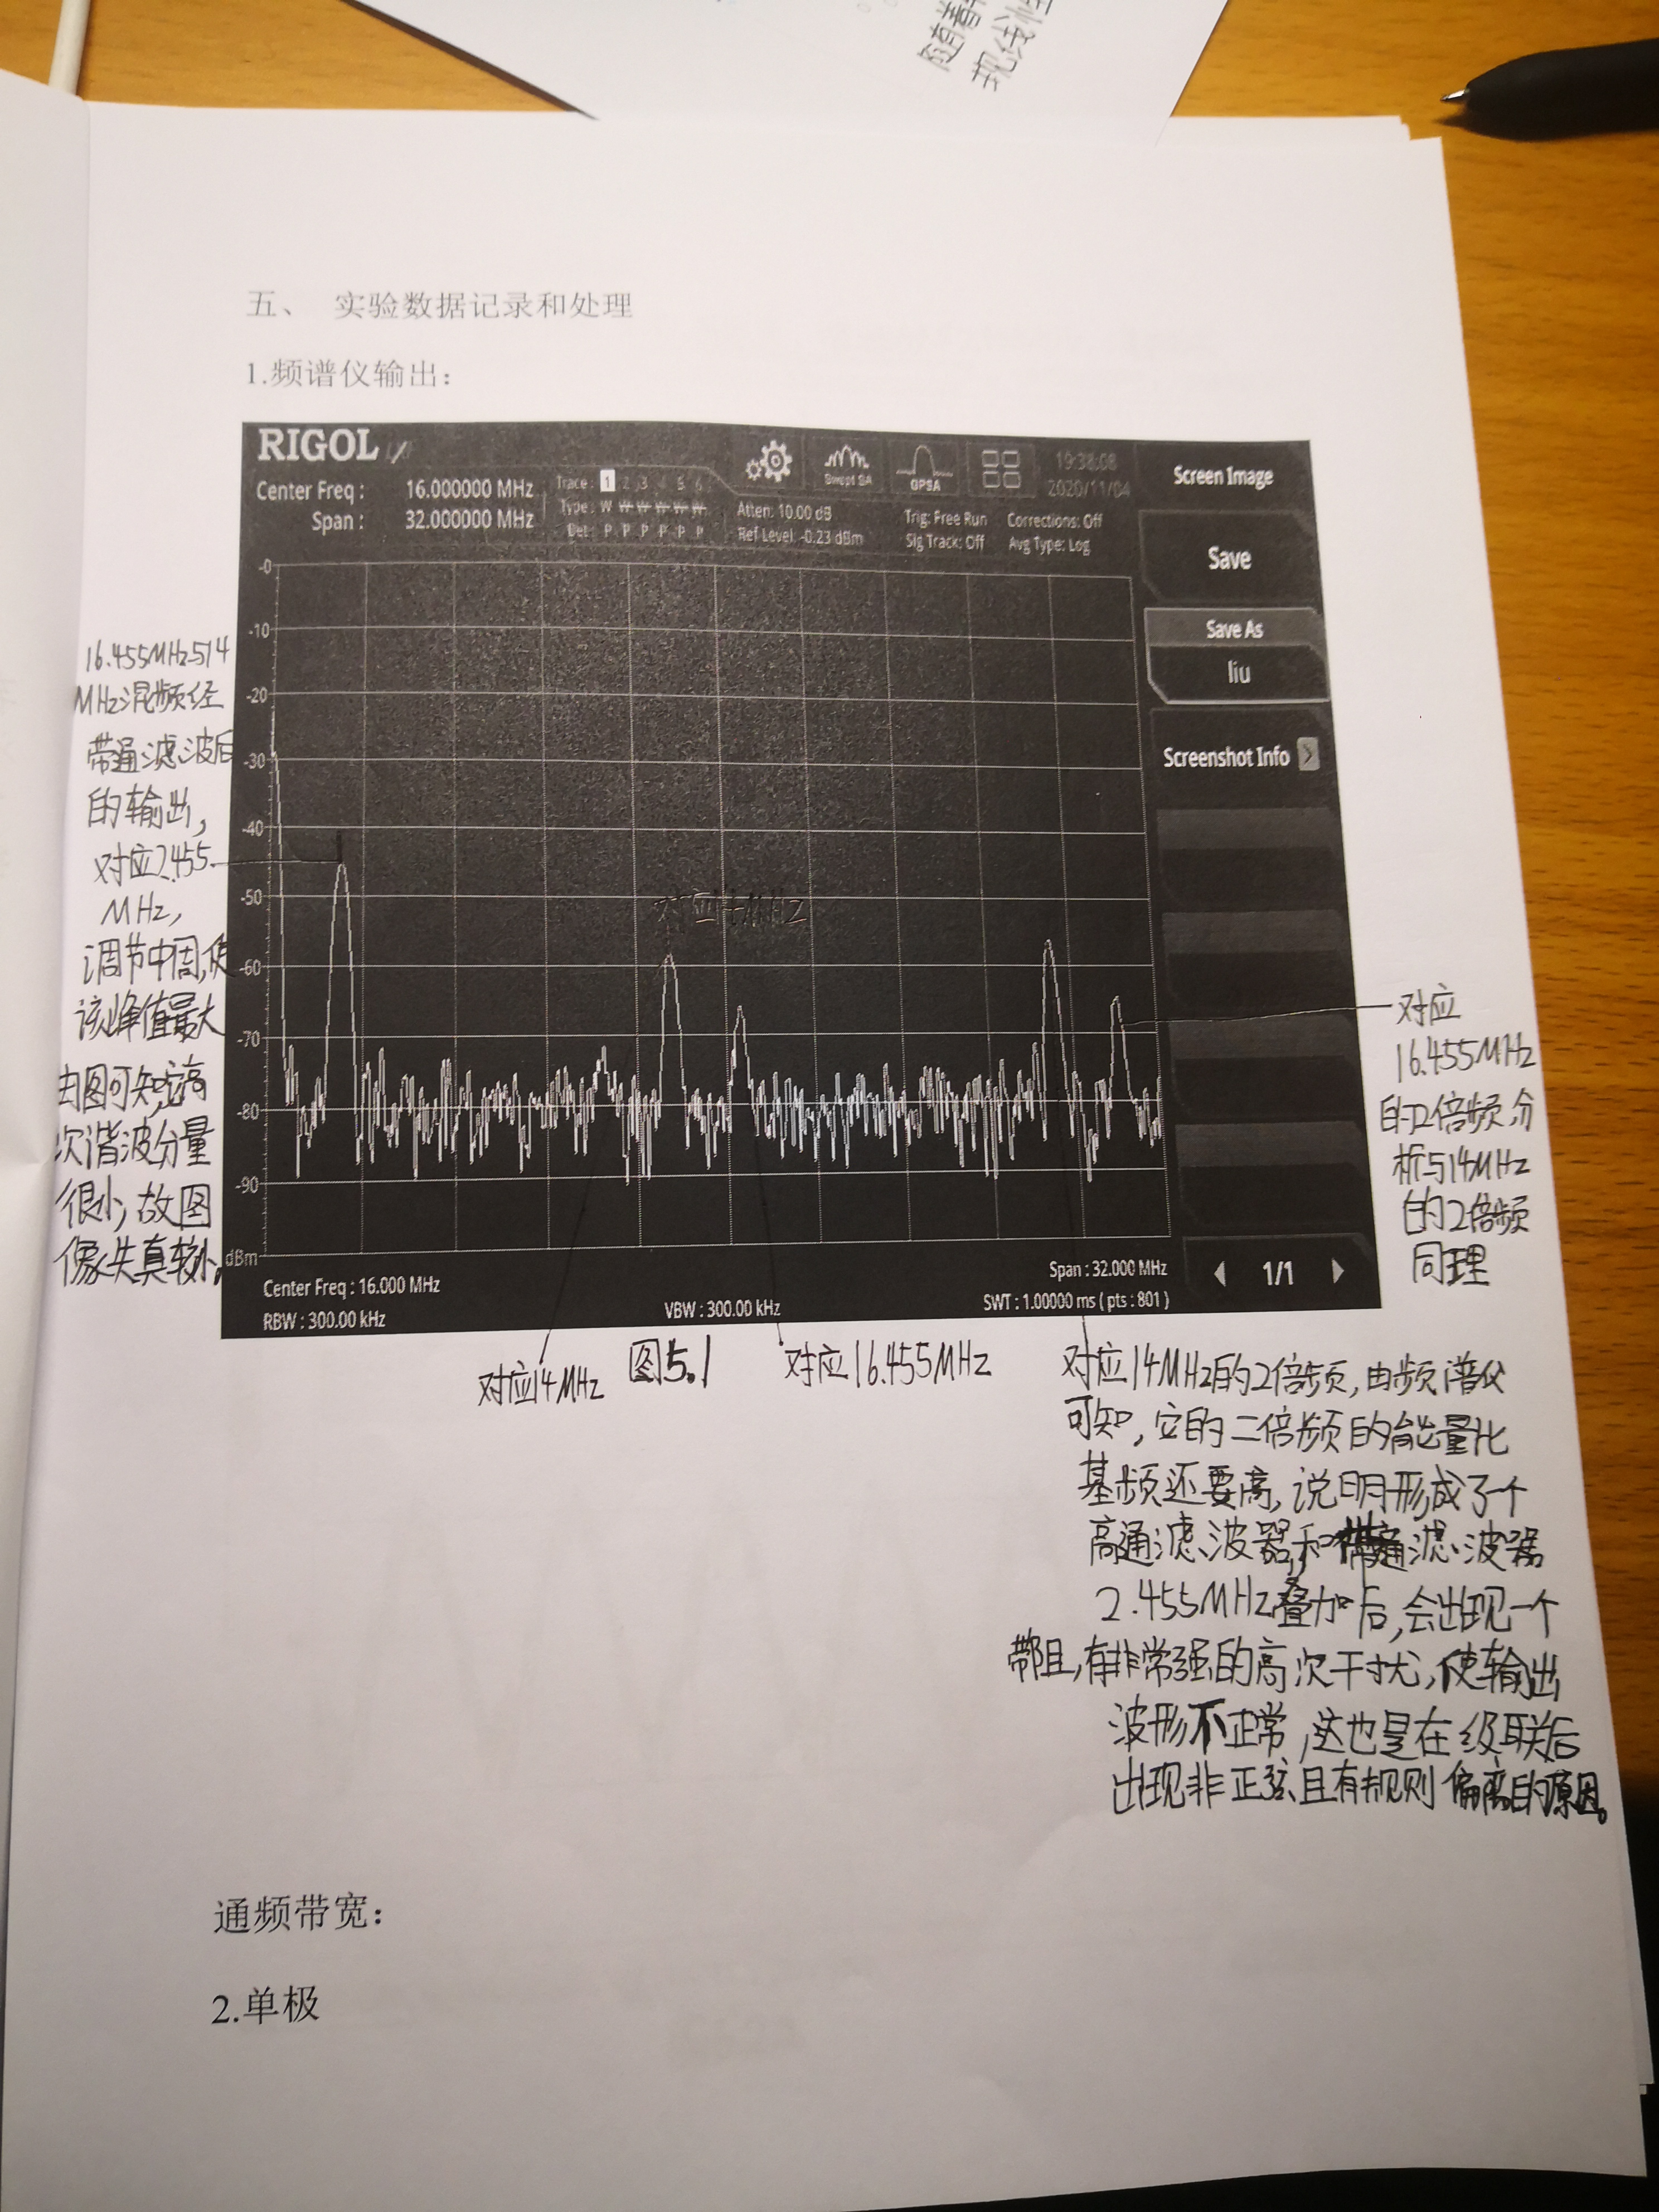 随着
现线
五、 实验数据记录和处理
1.频谱仪输出：
RIGOL
Center Freq : 16.000000 MHz
Span : 32.000000 MHz
Trace : 1 2 3 4 5 6
Type : W W W W W W
Det : P P P P P P
Swept SA
GPSA
Atten: 10.00 dB
Ref Level: -0.23 dBm
Trig: Free Run Corrections: Off
Sig Track: Off Avg Type: Log
19:38:08
2020/11/04
Screen Image
Save
Save As
liu
Screenshot Info
1/1
-0
-10
-20
-30
-40
-50
-60
-70
-80
-90
dBm
对应14MHz
Center Freq : 16.000 MHz
Span : 32.000 MHz
RBW : 300.00 kHz
VBW : 300.00 kHz
SWT : 1.00000 ms ( pts : 801 )
16.455MHz与14
MHz混频经
带通滤波后
的输出，
对应2.455
MHz，
调节中周，使
该峰值最大
由图可知，高
次谐波分量
很小，故图
像失真较小。
对应
16.455MHz
的2倍频，分
析与14MHz
的2倍频
同理
对应14MHz
图5.1
对应16.455MHz
对应14MHz的2倍频，由频谱仪
可知，它的二倍频的能量比
基频还要高，说明形成了个
高通滤波器，和带通滤波器
2.455MHz叠加后，会出现一个
带阻，有非常强的高次干扰，使输出
波形不正常，这也是在级联后
出现非正弦且有规则偏离的原因。
通频带宽：
2.单极